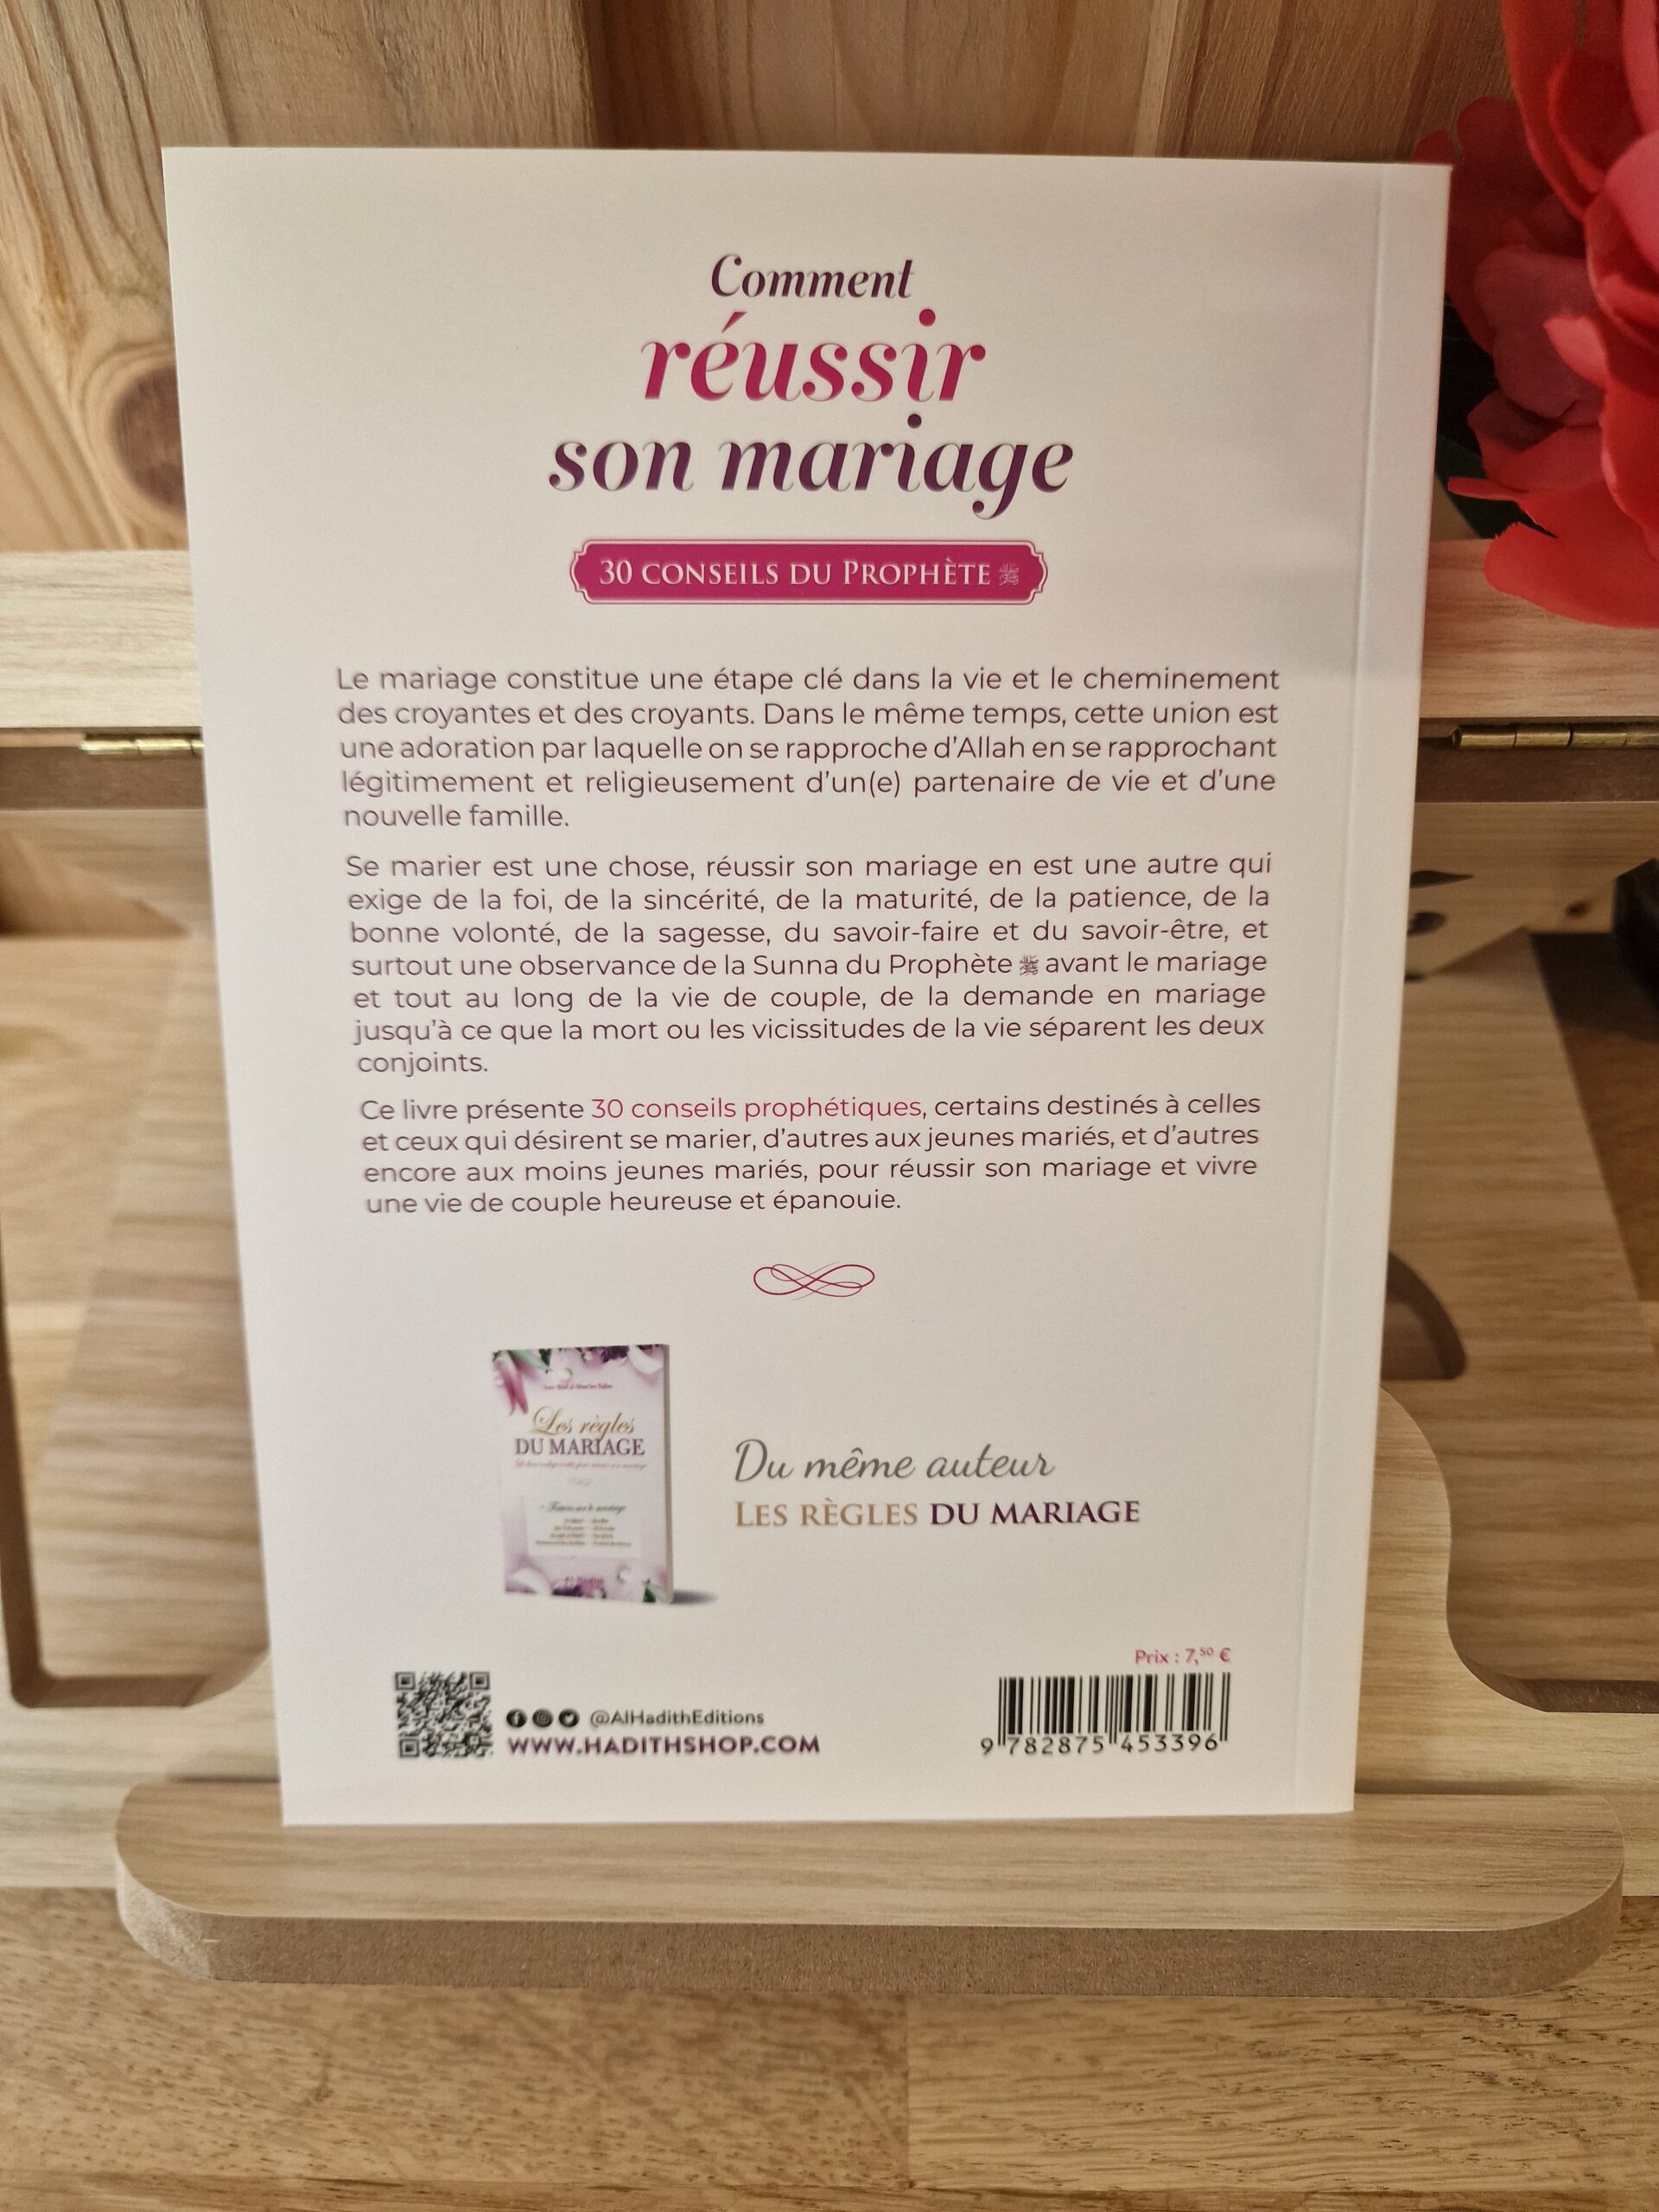 Comment
réussir
son mariage
30 CONSEILS DU PROPHÈTE ﷺ
Le mariage constitue une étape clé dans la vie et le cheminement
des croyantes et des croyants. Dans le même temps, cette union est
une adoration par laquelle on se rapproche d'Allah en se rapprochant
légitimement et religieusement d'un(e) partenaire de vie et d'une
nouvelle famille.
Se marier est une chose, réussir son mariage en est une autre qui
exige de la foi, de la sincérité, de la maturité, de la patience, de la
bonne volonté, de la sagesse, du savoir-faire et du savoir-être, et
surtout une observance de la Sunna du Prophète ﷺ avant le mariage
et tout au long de la vie de couple, de la demande en mariage
jusqu'à ce que la mort ou les vicissitudes de la vie séparent les deux
conjoints.
Ce livre présente 30 conseils prophétiques, certains destinés à celles
et ceux qui désirent se marier, d'autres aux jeunes mariés, et d'autres
encore aux moins jeunes mariés, pour réussir son mariage et vivre
une vie de couple heureuse et épanouie.
Les règles
DU MARIAGE
Du même auteur
LES RÈGLES DU MARIAGE
Prix : 7,50 €
@AlHadithEditions
WWW.HADITHSHOP.COM
9 782875 453396